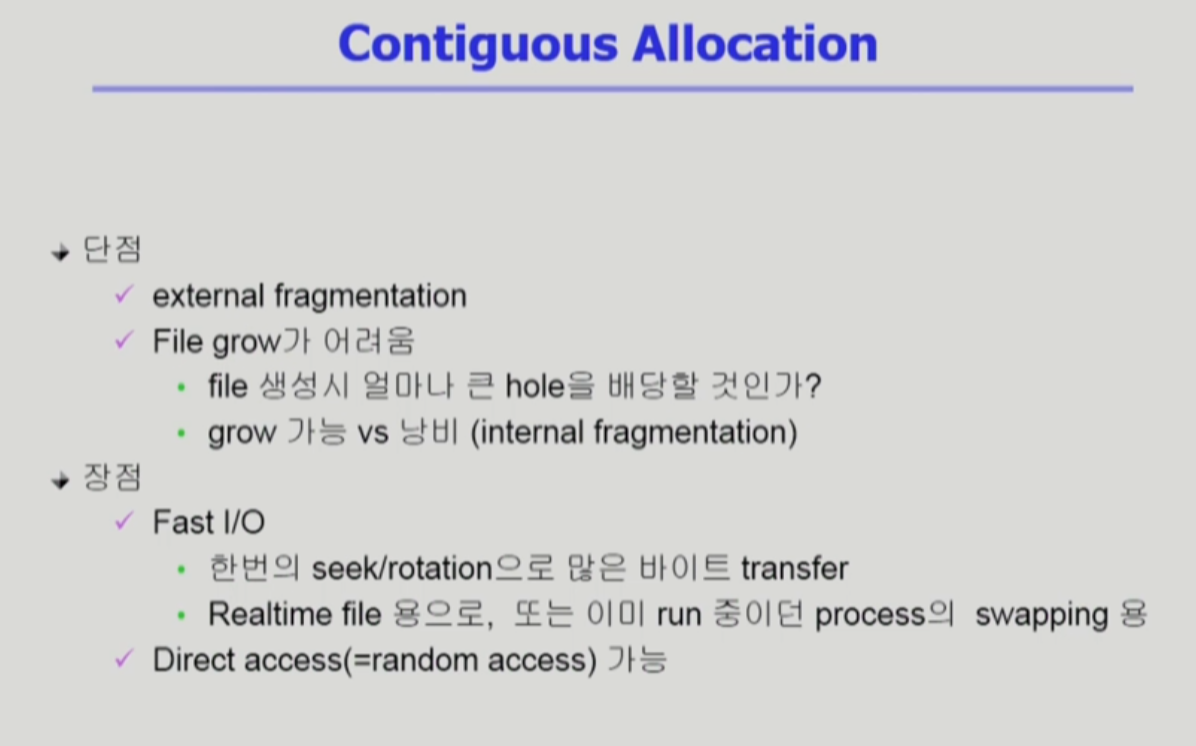 Contiguous Allocation
단점
external fragmentation
File grow가 어려움
file 생성시 얼마나 큰 hole을 배당할 것인가?
grow 가능 vs 낭비 (internal fragmentation)
장점
Fast I/O
한번의 seek/rotation으로 많은 바이트 transfer
Realtime file 용으로, 또는 이미 run 중이던 process의 swapping 용
Direct access(=random access) 가능